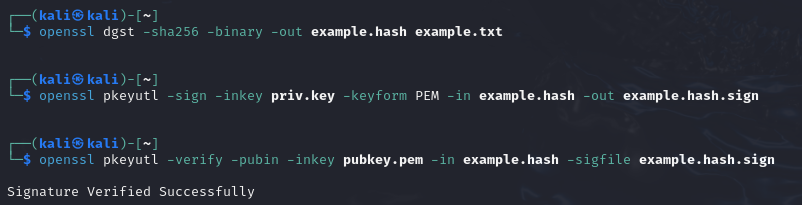 ┌──(kali㉿kali)-[~]
└─$ openssl dgst -sha256 -binary -out example.hash example.txt
┌──(kali㉿kali)-[~]
└─$ openssl pkeyutl -sign -inkey priv.key -keyform PEM -in example.hash -out example.hash.sign
┌──(kali㉿kali)-[~]
└─$ openssl pkeyutl -verify -pubin -inkey pubkey.pem -in example.hash -sigfile example.hash.sign
Signature Verified Successfully